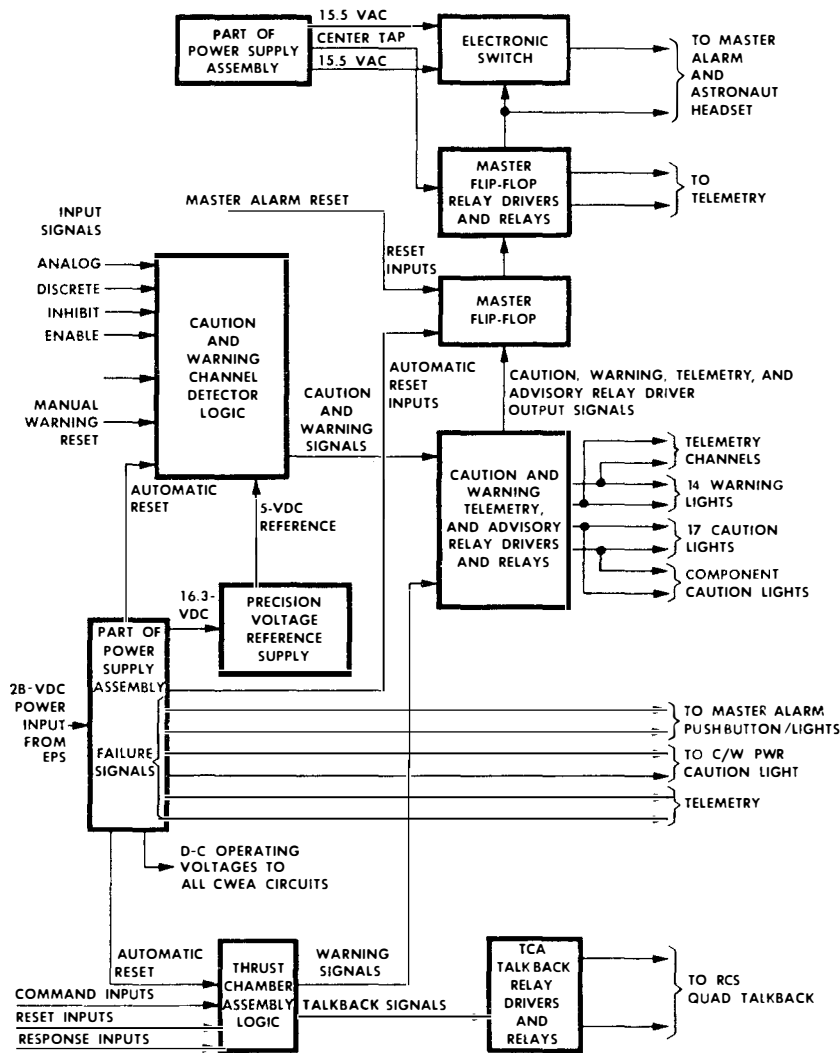 15.5 VAC
CENTER TAP
15.5 VAC
PART OF
POWER SUPPLY
ASSEMBLY
ELECTRONIC
SWITCH
TO MASTER
ALARM
AND
ASTRONAUT
HEADSET
MASTER
FLIP-FLOP
RELAY DRIVERS
AND RELAYS
TO
TELEMETRY
MASTER ALARM RESET
INPUT
SIGNALS
ANALOG
DISCRETE
INHIBIT
ENABLE
MANUAL
WARNING
RESET
CAUTION
AND
WARNING
CHANNEL
DETECTOR
LOGIC
RESET
INPUTS
MASTER
FLIP-FLOP
AUTOMATIC
RESET
INPUTS
CAUTION, WARNING, TELEMETRY, AND
ADVISORY RELAY DRIVER
OUTPUT SIGNALS
CAUTION
AND
WARNING
SIGNALS
AUTOMATIC
RESET
5-VDC
REFERENCE
CAUTION AND
WARNING
TELEMETRY,
AND ADVISORY
RELAY DRIVERS
AND RELAYS
TELEMETRY
CHANNELS
14 WARNING
LIGHTS
17 CAUTION
LIGHTS
COMPONENT
CAUTION LIGHTS
16.3-
VDC
PRECISION
VOLTAGE
REFERENCE
SUPPLY
PART OF
POWER
SUPPLY
ASSEMBLY
28-VDC
POWER
INPUT
FROM
EPS
FAILURE
SIGNALS
TO MASTER ALARM
PUSHBUTTON/LIGHTS
TO C/W PWR
CAUTION LIGHT
TELEMETRY
D-C OPERATING
VOLTAGES TO
ALL CWEA CIRCUITS
AUTOMATIC
RESET
COMMAND INPUTS
RESET INPUTS
RESPONSE INPUTS
THRUST
CHAMBER
ASSEMBLY
LOGIC
WARNING
SIGNALS
TALKBACK SIGNALS
TCA
TALKBACK
RELAY
DRIVERS
AND
RELAYS
TO RCS
QUAD TALKBACK